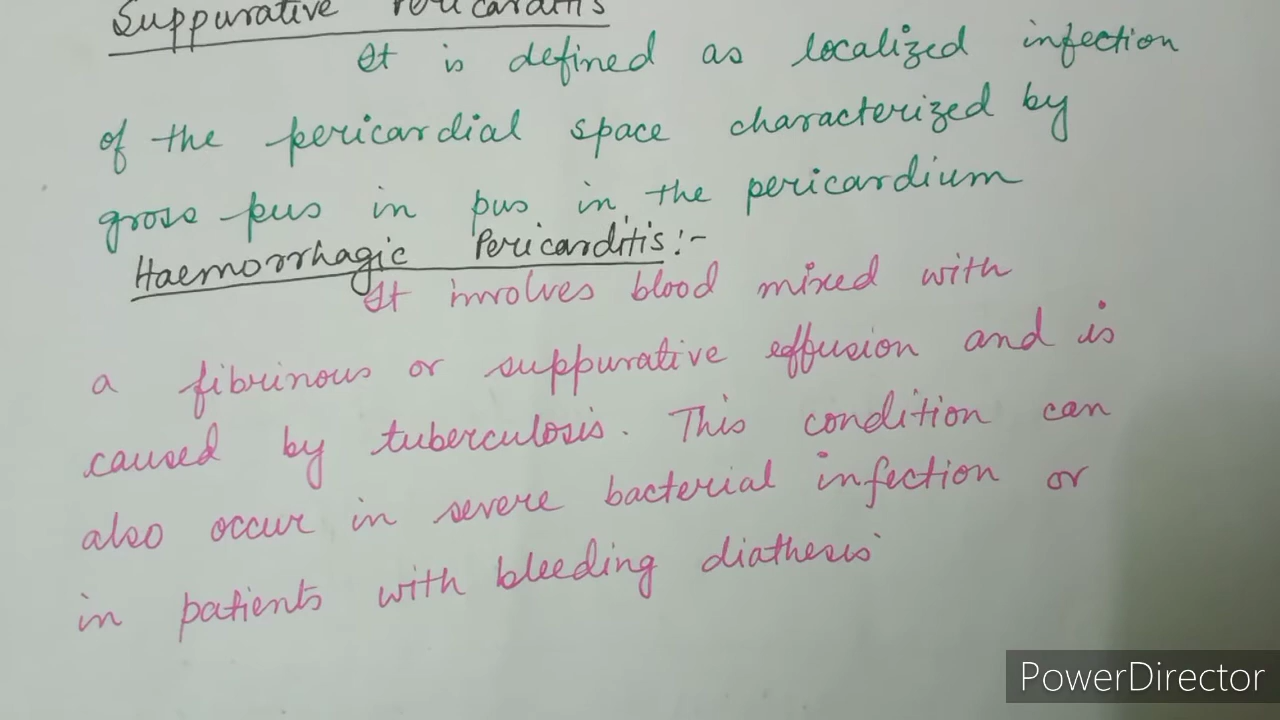 Suppurative Pericarditis
It is defined as localized infection
of the pericardial space characterized by
gross pus in pus in the pericardium
Haemorrhagic Pericarditis:-
It involves blood mixed with
a fibrinous or suppurative effusion and is
caused by tuberculosis. This condition can
also occur in severe bacterial infection or
in patients with bleeding diathesis
PowerDirector